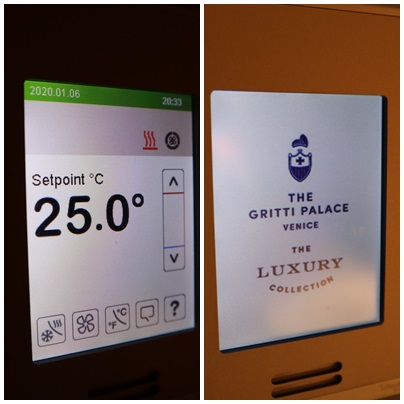 2020.01.06 20:33
Setpoint °C
25.0°
°F °C ?
THE
GRITTI PALACE
VENICE
THE
LUXURY
COLLECTION